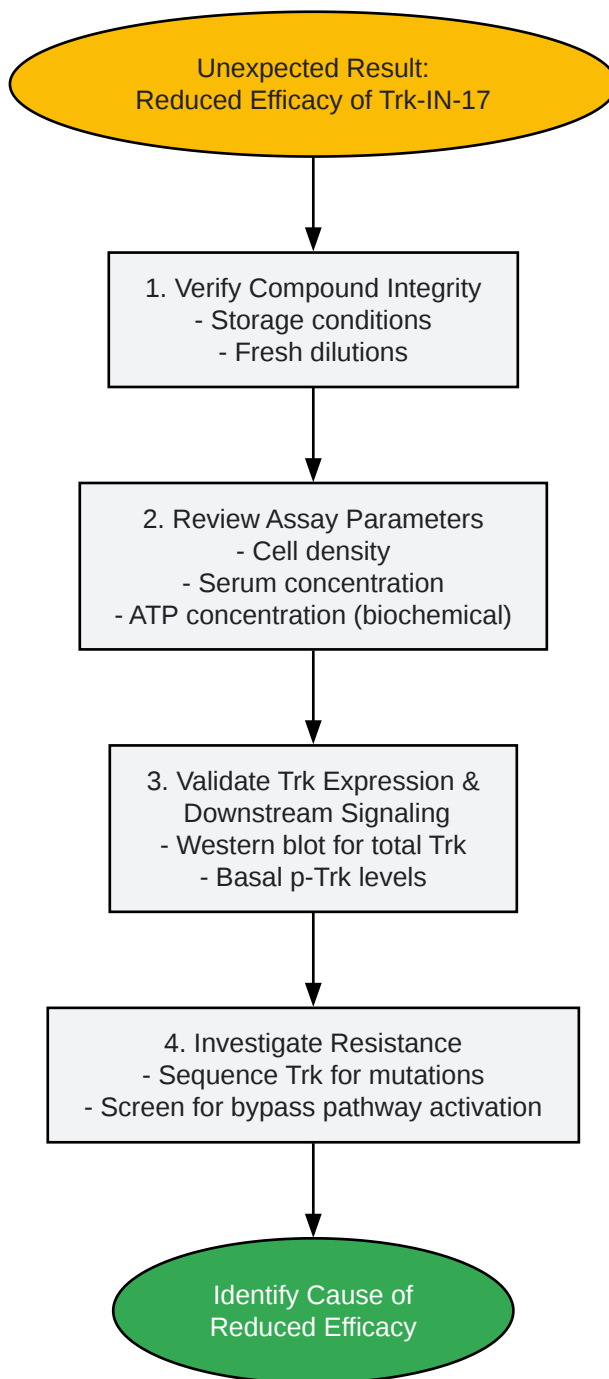 Unexpected Result:
Reduced Efficacy of Trk-IN-17
1. Verify Compound Integrity
- Storage conditions
- Fresh dilutions
2. Review Assay Parameters
- Cell density
- Serum concentration
- ATP concentration (biochemical)
3. Validate Trk Expression &
Downstream Signaling
- Western blot for total Trk
- Basal p-Trk levels
4. Investigate Resistance
- Sequence Trk for mutations
- Screen for bypass pathway activation
Identify Cause of
Reduced Efficacy